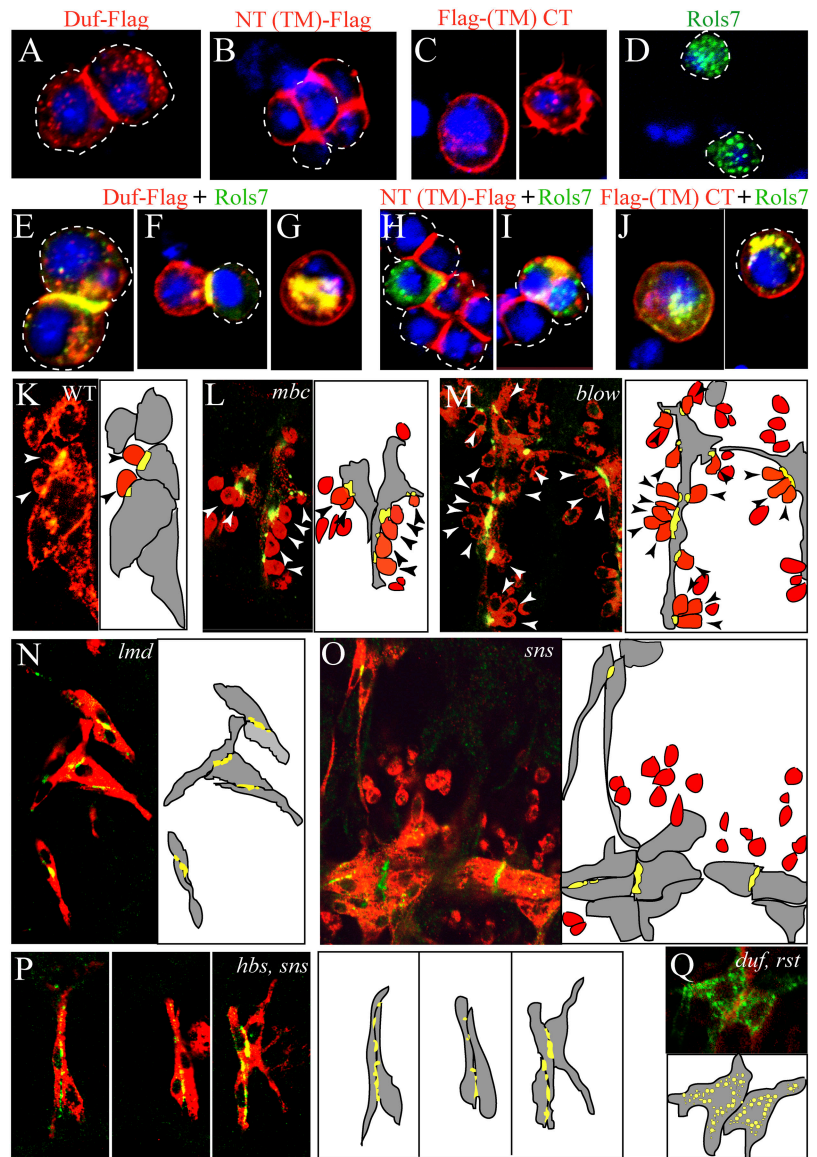 Duf-Flag NT (TM)-Flag Flag-(TM) CT Rols7
A B C D
Duf-Flag + Rols7 NT (TM)-Flag +Rols7 Flag-(TM) CT+Rols7
E F G H I J
K WT L mbc M blow
N lmd O sns
P hbs, sns Q duf, rst